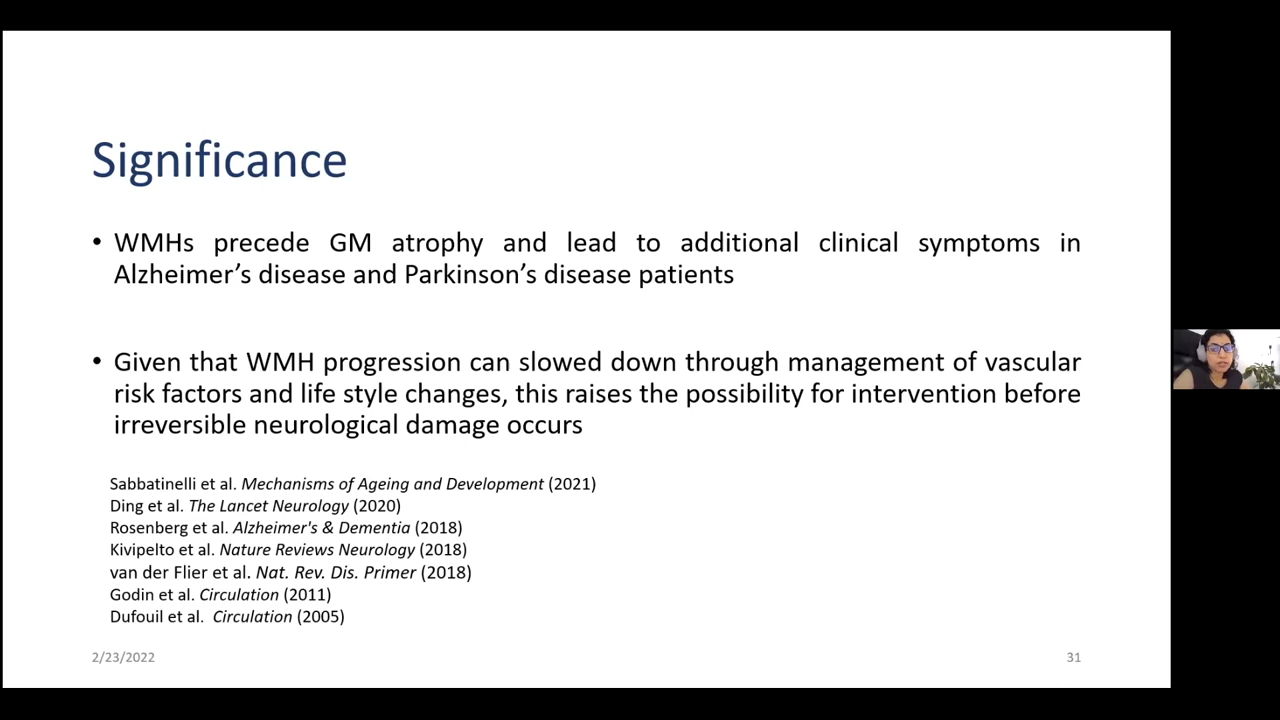 Significance
• WMHs precede GM atrophy and lead to additional clinical symptoms in
Alzheimer’s disease and Parkinson’s disease patients
• Given that WMH progression can slowed down through management of vascular
risk factors and life style changes, this raises the possibility for intervention before
irreversible neurological damage occurs
Sabbatinelli et al. Mechanisms of Ageing and Development (2021)
Ding et al. The Lancet Neurology (2020)
Rosenberg et al. Alzheimer's & Dementia (2018)
Kivipelto et al. Nature Reviews Neurology (2018)
van der Flier et al. Nat. Rev. Dis. Primer (2018)
Godin et al. Circulation (2011)
Dufouil et al. Circulation (2005)
2/23/2022
31